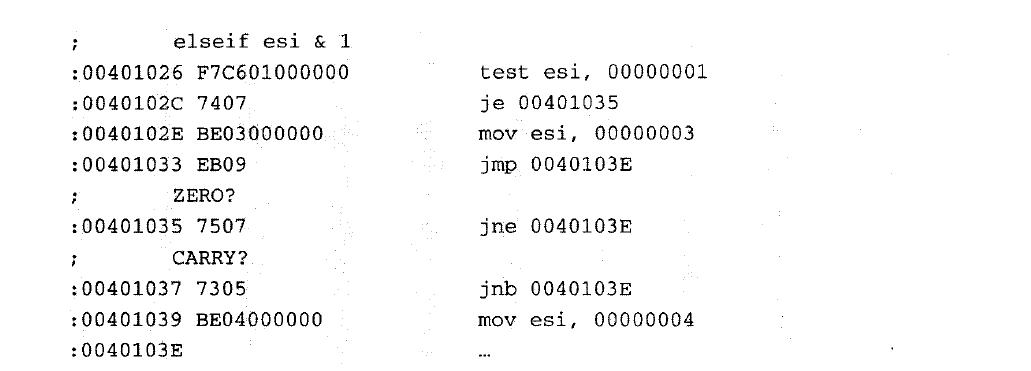 ; elseif esi & 1
:00401026 F7C601000000 test esi, 00000001
:0040102C 7407 je 00401035
:0040102E BE03000000 mov esi, 00000003
:00401033 EB09 jmp 0040103E
; ZERO?
:00401035 7507 jne 0040103E
; CARRY?
:00401037 7305 jnb 0040103E
:00401039 BE04000000 mov esi, 00000004
:0040103E …